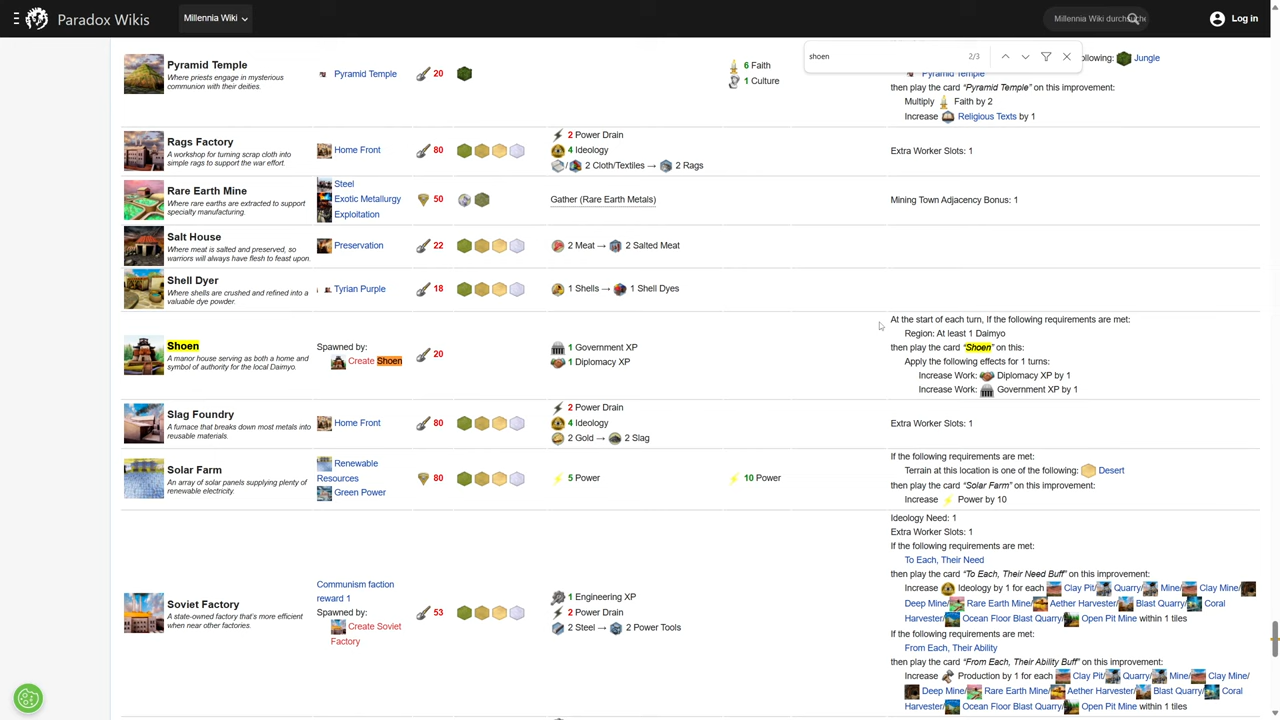 Paradox Wikis
Millennia Wiki
Millennia Wiki durchsuche
Log in
shoen
2/3
Pyramid Temple
Where priests engage in mysterious
communion with their deities.
Pyramid Temple
20
6 Faith
1 Culture
llowing: Jungle
Pyramid Temple
then play the card “Pyramid Temple” on this improvement:
Multiply Faith by 2
Increase Religious Texts by 1
Rags Factory
A workshop for turning scrap cloth into
simple rags to support the war effort.
Home Front
80
2 Power Drain
4 Ideology
/ 2 Cloth/Textiles → 2 Rags
Extra Worker Slots: 1
Rare Earth Mine
Where rare earths are extracted to support
specialty manufacturing.
Steel
Exotic Metallurgy
Exploitation
50
Gather (Rare Earth Metals)
Mining Town Adjacency Bonus: 1
Salt House
Where meat is salted and preserved, so
warriors will always have flesh to feast upon.
Preservation
22
2 Meat → 2 Salted Meat
Shell Dyer
Where shells are crushed and refined into a
valuable dye powder.
Tyrian Purple
18
1 Shells → 1 Shell Dyes
Shoen
A manor house serving as both a home and
symbol of authority for the local Daimyo.
Spawned by:
Create Shoen
20
1 Government XP
1 Diplomacy XP
At the start of each turn, If the following requirements are met:
Region: At least 1 Daimyo
then play the card “Shoen” on this:
Apply the following effects for 1 turns:
Increase Work: Diplomacy XP by 1
Increase Work: Government XP by 1
Slag Foundry
A furnace that breaks down most metals into
reusable materials.
Home Front
80
2 Power Drain
4 Ideology
2 Gold → 2 Slag
Extra Worker Slots: 1
Solar Farm
An array of solar panels supplying plenty of
renewable electricity.
Renewable
Resources
Green Power
80
5 Power
10 Power
If the following requirements are met:
Terrain at this location is one of the following: Desert
then play the card “Solar Farm” on this improvement:
Increase Power by 10
Soviet Factory
A state-owned factory that's more efficient
when near other factories.
Communism faction
reward 1
Spawned by:
Create Soviet
Factory
53
1 Engineering XP
2 Power Drain
2 Steel → 2 Power Tools
Ideology Need: 1
Extra Worker Slots: 1
If the following requirements are met:
To Each, Their Need
then play the card “To Each, Their Need Buff” on this improvement:
Increase Ideology by 1 for each Clay Pit/ Quarry/ Mine/ Clay Mine/
Deep Mine/ Rare Earth Mine/ Aether Harvester/ Blast Quarry/ Coral
Harvester/ Ocean Floor Blast Quarry/ Open Pit Mine within 1 tiles
If the following requirements are met:
From Each, Their Ability
then play the card “From Each, Their Ability Buff” on this improvement:
Increase Production by 1 for each Clay Pit/ Quarry/ Mine/ Clay Mine/
Deep Mine/ Rare Earth Mine/ Aether Harvester/ Blast Quarry/ Coral
Harvester/ Ocean Floor Blast Quarry/ Open Pit Mine within 1 tiles